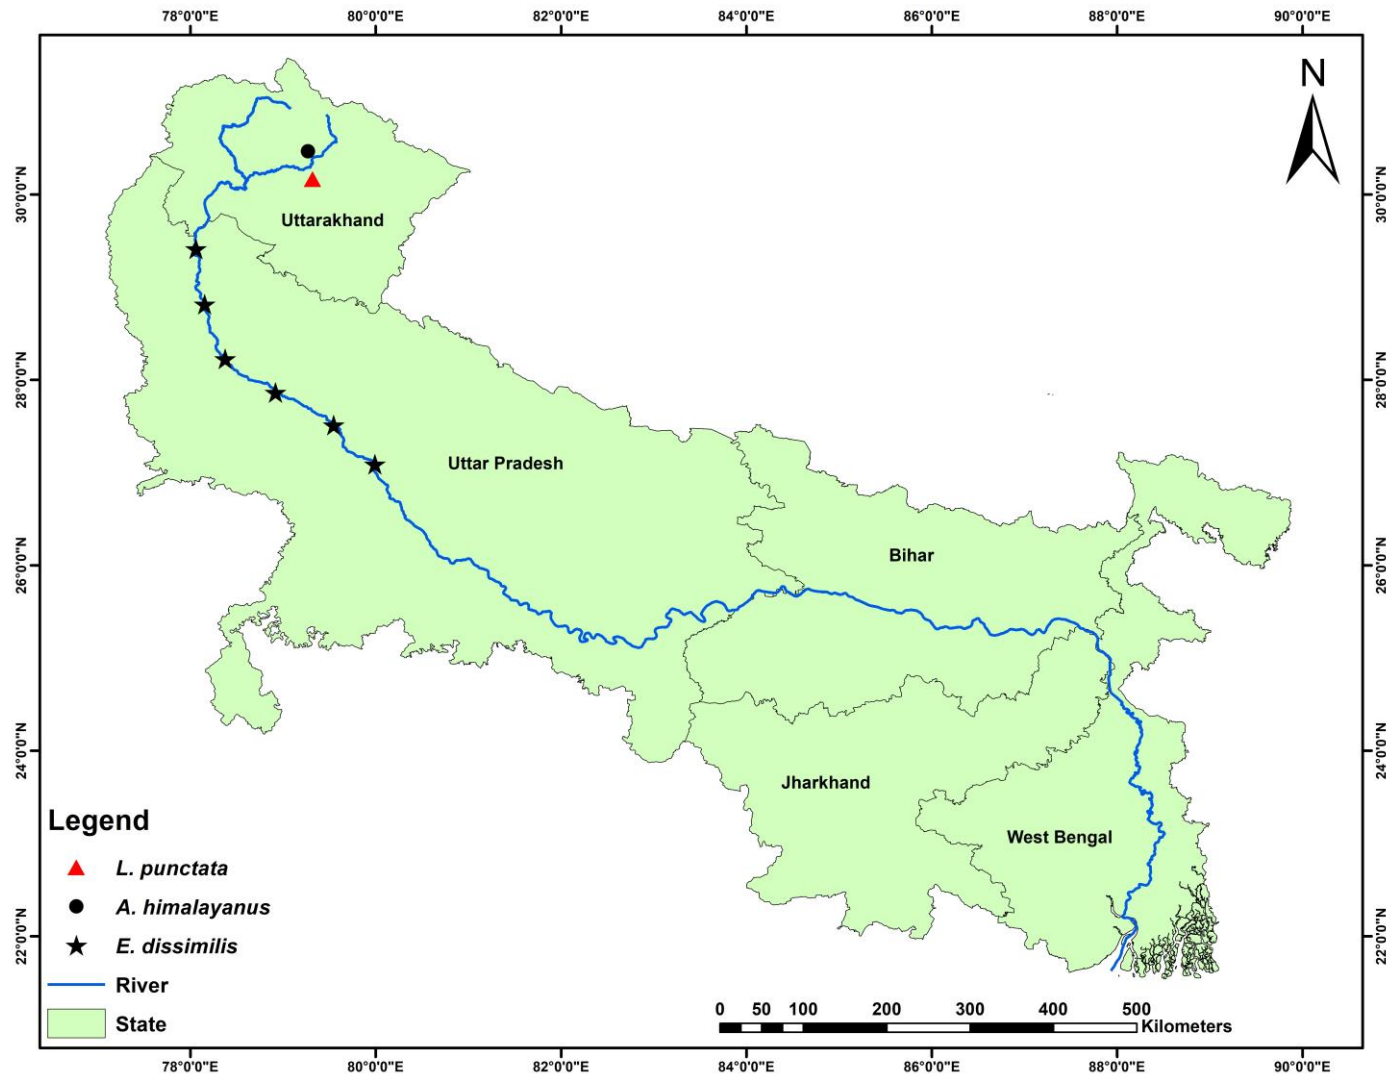 78°0'0"E 80°0'0"E 82°0'0"E 84°0'0"E 86°0'0"E 88°0'0"E 90°0'0"E
N
30°0'0"N 30°0'0"N
Uttarakhand
28°0'0"N 28°0'0"N
Uttar Pradesh
Bihar
26°0'0"N 26°0'0"N
24°0'0"N 24°0'0"N
Jharkhand
West Bengal
22°0'0"N 22°0'0"N
Legend
L. punctata
A. himalayanus
E. dissimilis
River
State
0 50 100 200 300 400 500
Kilometers
78°0'0"E 80°0'0"E 82°0'0"E 84°0'0"E 86°0'0"E 88°0'0"E 90°0'0"E